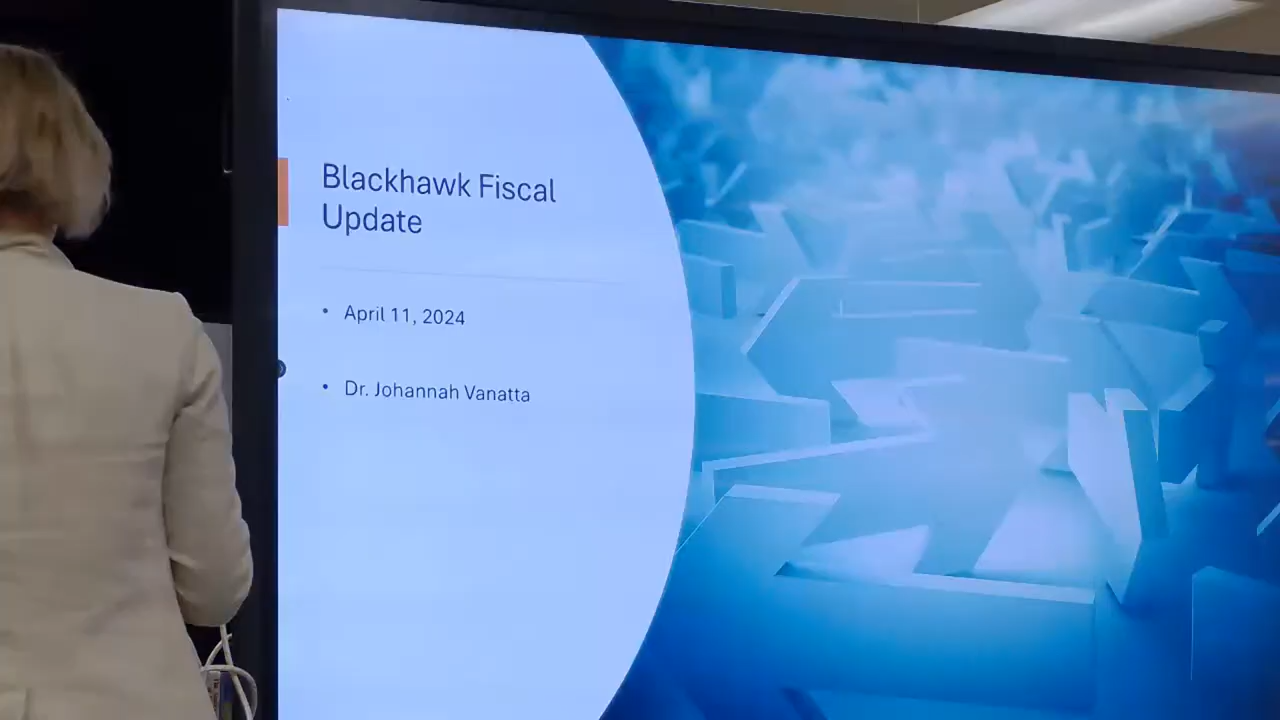 Blackhawk Fiscal
Update
• April 11, 2024
• Dr. Johannah Vanatta